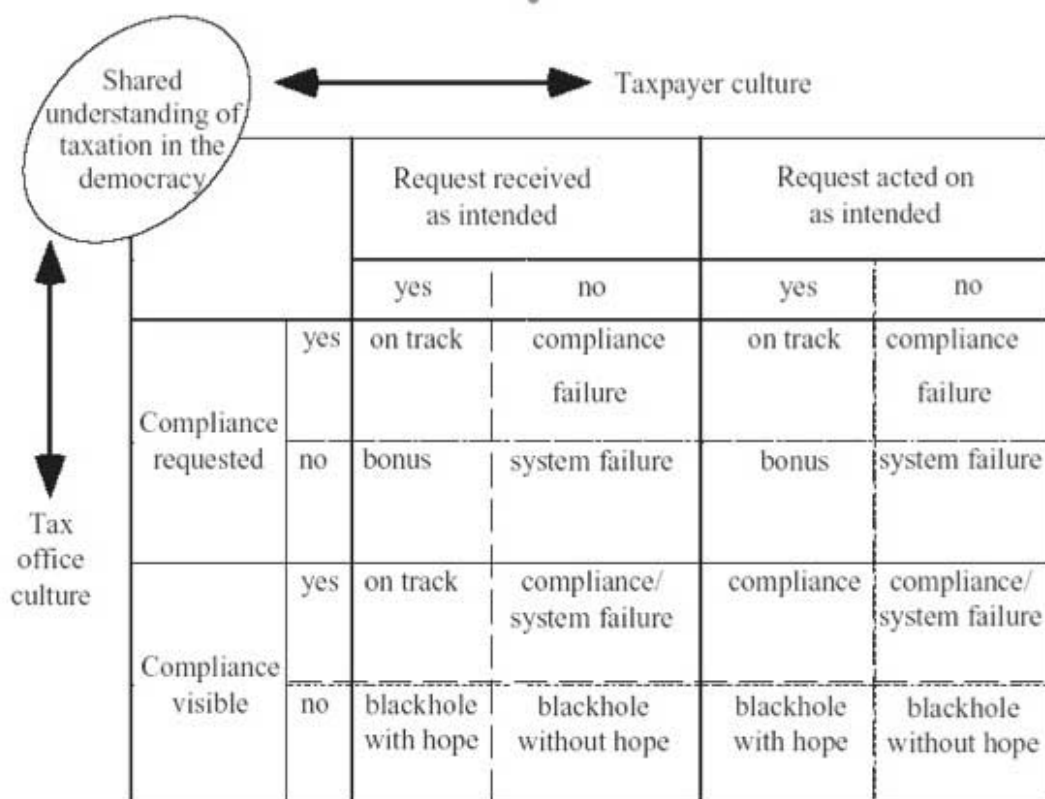 Shared
understanding of
taxation in the
democracy
Taxpayer culture
Request received
as intended
Request acted on
as intended
yes
no
yes
no
Compliance
requested
yes
on track
compliance
failure
on track
compliance
failure
no
bonus
system failure
bonus
system failure
Tax
office
culture
Compliance
visible
yes
on track
compliance/
system failure
compliance
compliance/
system failure
no
blackhole
with hope
blackhole
without hope
blackhole
with hope
blackhole
without hope